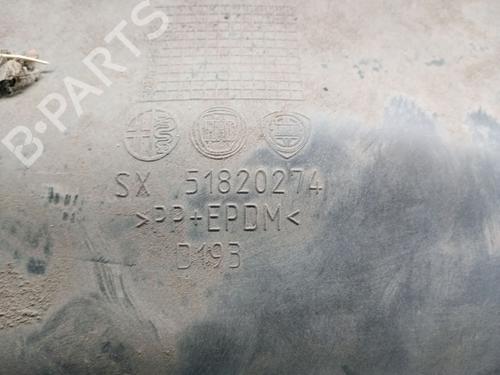 B-PARTS
SX 51820274
>PP+EPDM<
D193